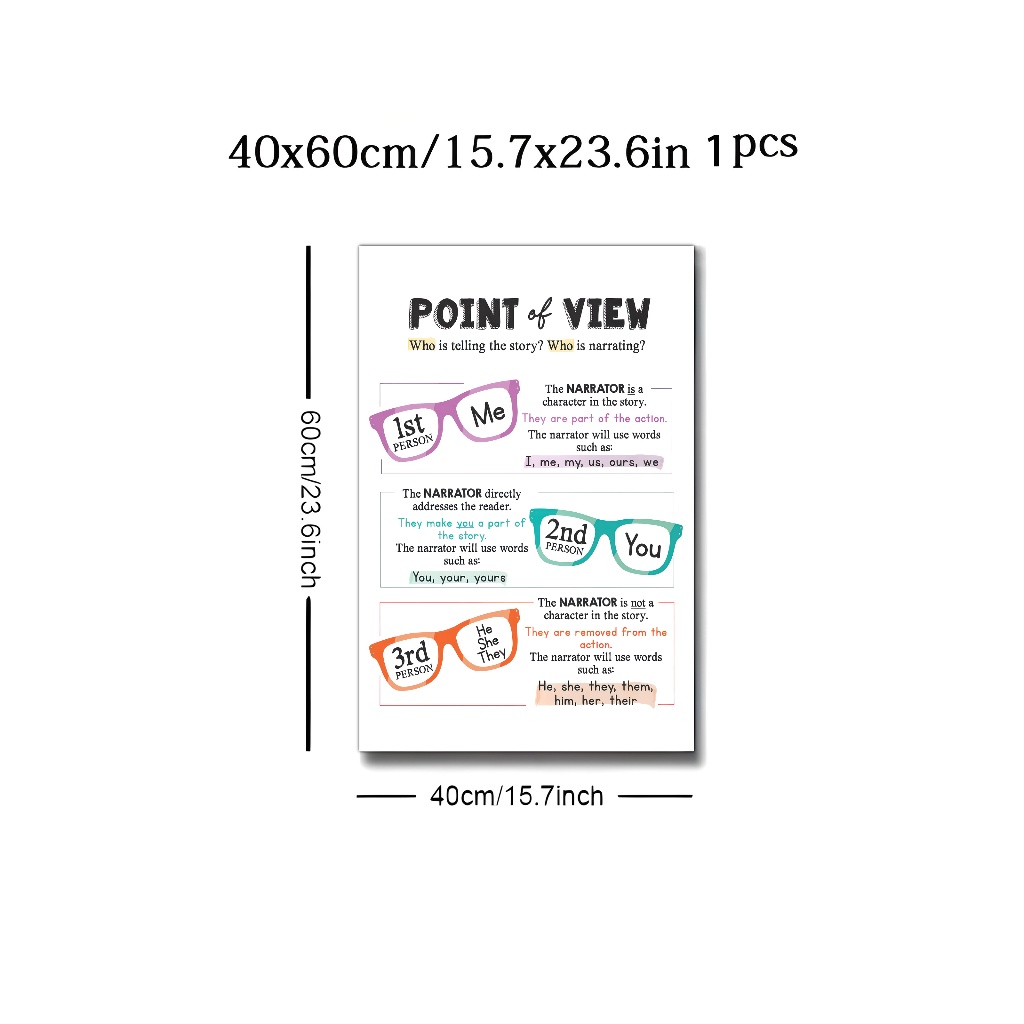 40x60cm/15.7x23.6in 1pcs
60cm/23.6inch
POINT of VIEW
Who is telling the story? Who is narrating?
1st
PERSON
Me
The NARRATOR is a
character in the story.
They are part of the action.
The narrator will use words
such as:
I, me, my, us, ours, we
The NARRATOR directly
addresses the reader.
They make you a part of
the story.
The narrator will use words
such as:
You, your, yours
2nd
PERSON
You
3rd
PERSON
He
She
They
The NARRATOR is not a
character in the story.
They are removed from the
action.
The narrator will use words
such as:
He, she, they, them,
him, her, their
40cm/15.7inch